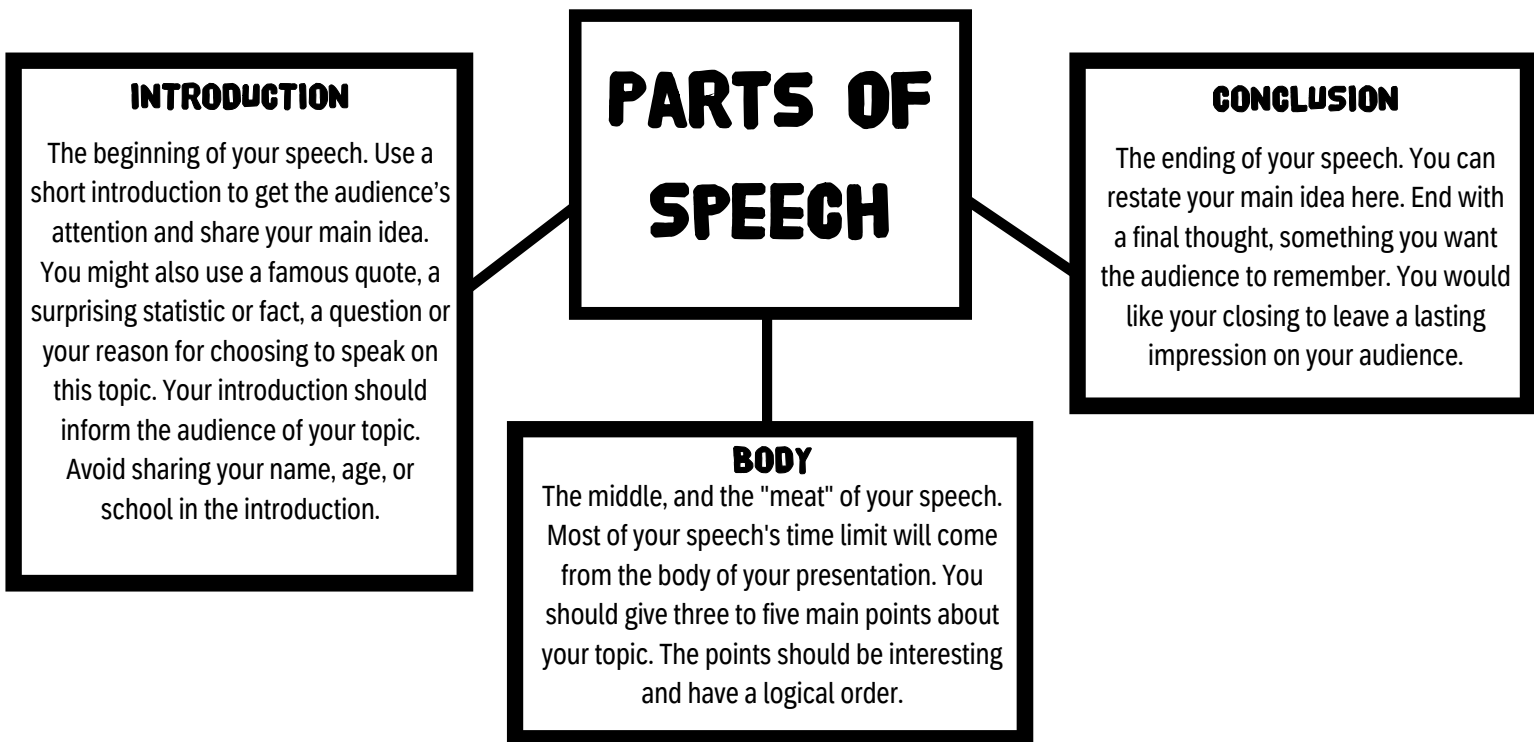 PARTS OF
SPEECH
INTRODUCTION
The beginning of your speech. Use a
short introduction to get the audience’s
attention and share your main idea.
You might also use a famous quote, a
surprising statistic or fact, a question or
your reason for choosing to speak on
this topic. Your introduction should
inform the audience of your topic.
Avoid sharing your name, age, or
school in the introduction.
BODY
The middle, and the "meat" of your speech.
Most of your speech's time limit will come
from the body of your presentation. You
should give three to five main points about
your topic. The points should be interesting
and have a logical order.
CONCLUSION
The ending of your speech. You can
restate your main idea here. End with
a final thought, something you want
the audience to remember. You would
like your closing to leave a lasting
impression on your audience.